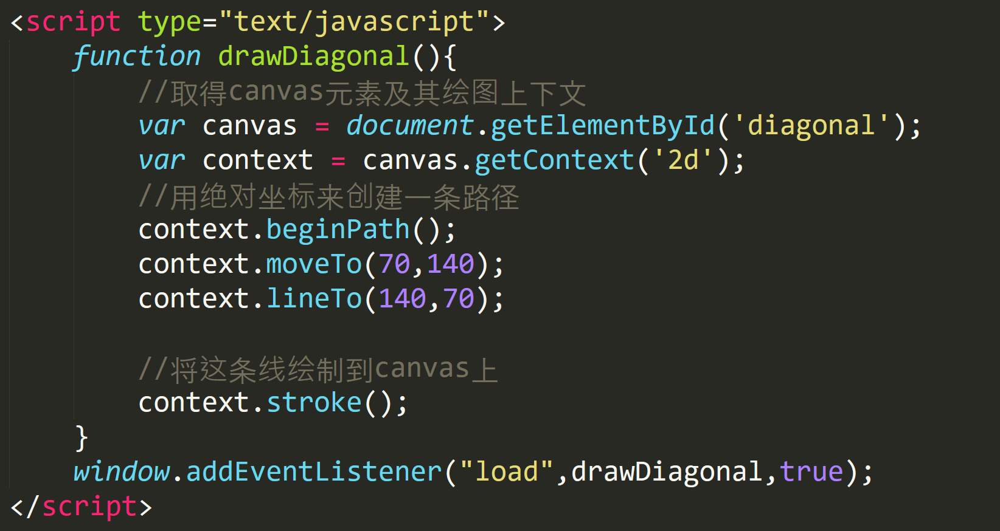 <script type="text/javascript">
function drawDiagonal(){
//取得canvas元素及其绘图上下文
var canvas = document.getElementById('diagonal');
var context = canvas.getContext('2d');
//用绝对坐标来创建一条路径
context.beginPath();
context.moveTo(70,140);
context.lineTo(140,70);
//将这条线绘制到canvas上
context.stroke();
}
window.addEventListener("load",drawDiagonal,true);
</script>